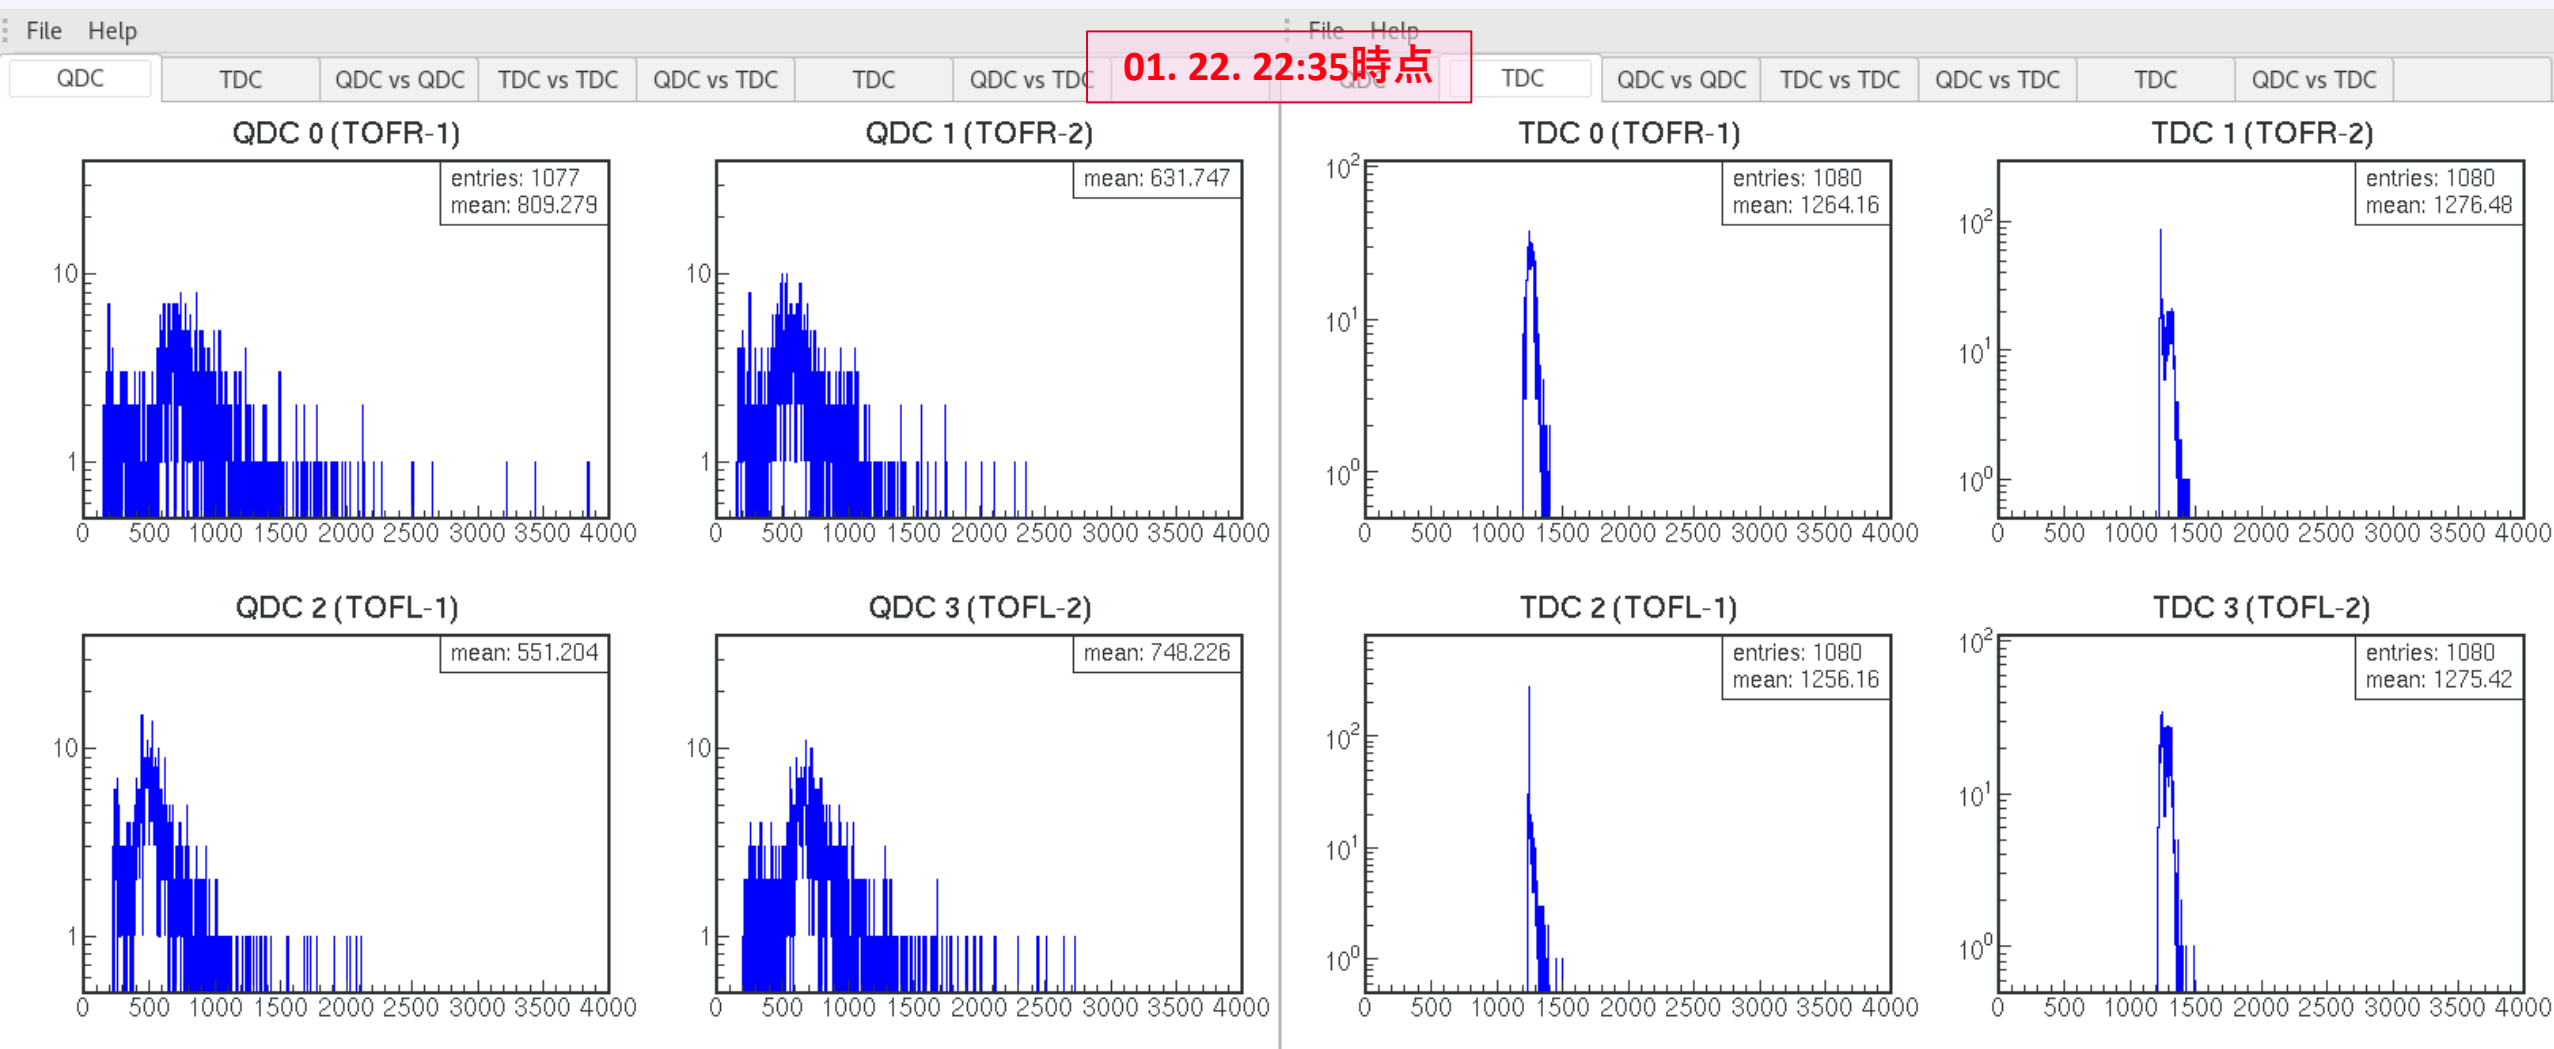 File Help
File Help
01. 22. 22:35時点
QDC TDC QDC vs QDC TDC vs TDC QDC vs TDC TDC QDC vs TDC
QDC TDC QDC vs QDC TDC vs TDC QDC vs TDC TDC QDC vs TDC
QDC 0 (TOFR-1)
entries: 1077
mean: 809.279
10
1
0 500 1000 1500 2000 2500 3000 3500 4000
QDC 1 (TOFR-2)
mean: 631.747
10
1
0 500 1000 1500 2000 2500 3000 3500 4000
TDC 0 (TOFR-1)
entries: 1080
mean: 1264.16
10²
10¹
10⁰
0 500 1000 1500 2000 2500 3000 3500 4000
TDC 1 (TOFR-2)
entries: 1080
mean: 1276.48
10²
10¹
10⁰
0 500 1000 1500 2000 2500 3000 3500 4000
QDC 2 (TOFL-1)
mean: 551.204
10
1
0 500 1000 1500 2000 2500 3000 3500 4000
QDC 3 (TOFL-2)
mean: 748.226
10
1
0 500 1000 1500 2000 2500 3000 3500 4000
TDC 2 (TOFL-1)
entries: 1080
mean: 1256.16
10²
10¹
10⁰
0 500 1000 1500 2000 2500 3000 3500 4000
TDC 3 (TOFL-2)
entries: 1080
mean: 1275.42
10²
10¹
10⁰
0 500 1000 1500 2000 2500 3000 3500 4000